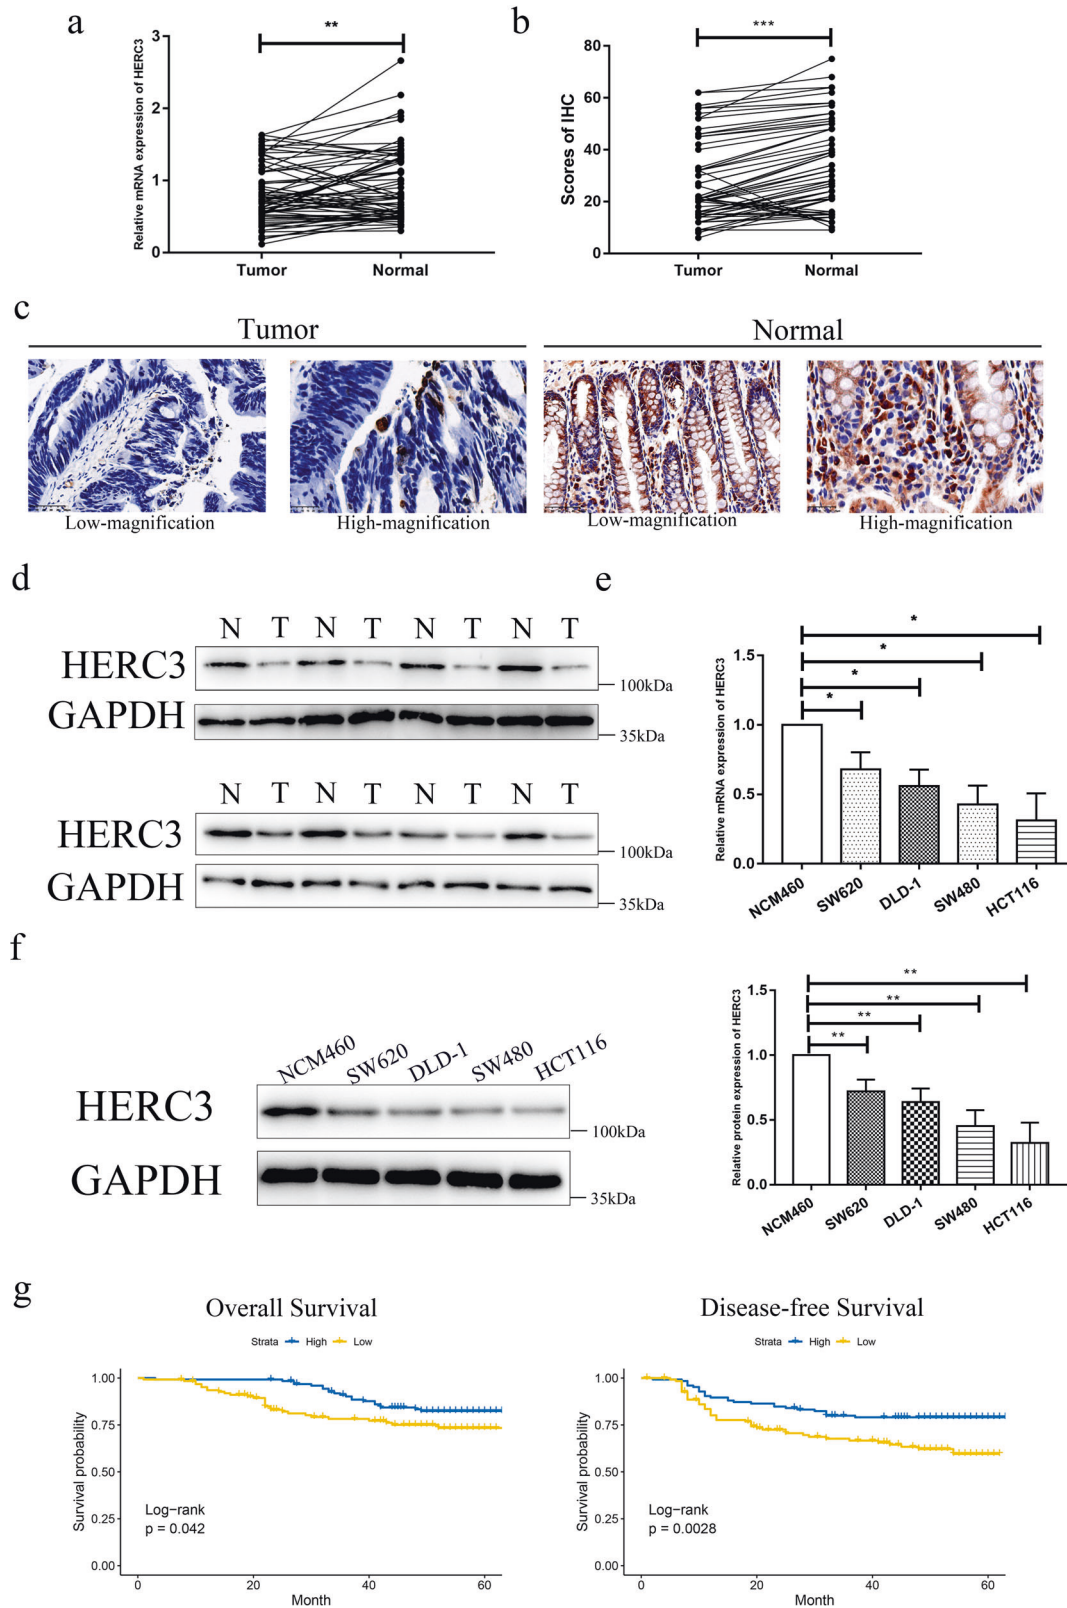 a
**
Relative mRNA expression of HERC3
3
2
1
0
Tumor Normal
b
***
Scores of IHC
80
60
40
20
0
Tumor Normal
c
Tumor Normal
Low-magnification High-magnification Low-magnification High-magnification
d
N T N T N T N T
HERC3
100kDa
GAPDH
35kDa
N T N T N T N T
HERC3
100kDa
GAPDH
35kDa
e
*
*
*
*
Relative mRNA expression of HERC3
1.5
1.0
0.5
0.0
NCM460 SW620 DLD-1 SW480 HCT116
f
NCM460 SW620 DLD-1 SW480 HCT116
HERC3
100kDa
GAPDH
35kDa
**
**
**
**
Relative protein expression of HERC3
1.5
1.0
0.5
0.0
NCM460 SW620 DLD-1 SW480 HCT116
g
Overall Survival
Strata High Low
Survival probability
1.00
0.75
0.50
0.25
0.00
Log-rank
p = 0.042
0 20 40 60
Month
Disease-free Survival
Strata High Low
Survival probability
1.00
0.75
0.50
0.25
0.00
Log-rank
p = 0.0028
0 20 40 60
Month